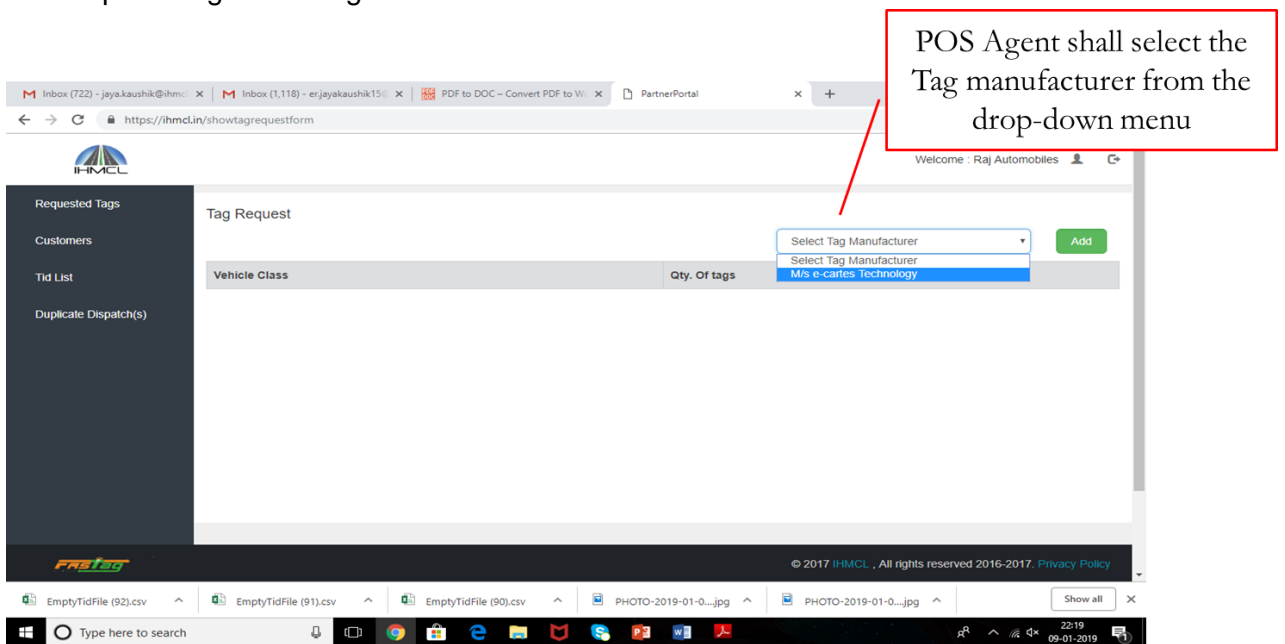 POS Agent shall select the
Tag manufacturer from the
drop-down menu
Inbox (722) - jaya.kaushik@ihmcl
Inbox (1,118) - er.jayakaushik15@
PDF to DOC – Convert PDF to W
PartnerPortal
https://ihmcl.in/showtagrequestform
IHMCL
Welcome : Raj Automobiles
Requested Tags
Customers
Tid List
Duplicate Dispatch(s)
Tag Request
Select Tag Manufacturer
Add
Select Tag Manufacturer
M/s e-cartes Technology
Vehicle Class
Qty. Of tags
FASTag
© 2017 IHMCL , All rights reserved 2016-2017. Privacy Policy
EmptyTidFile (92).csv
EmptyTidFile (91).csv
EmptyTidFile (90).csv
PHOTO-2019-01-0....jpg
PHOTO-2019-01-0....jpg
Show all
Type here to search
22:19
09-01-2019